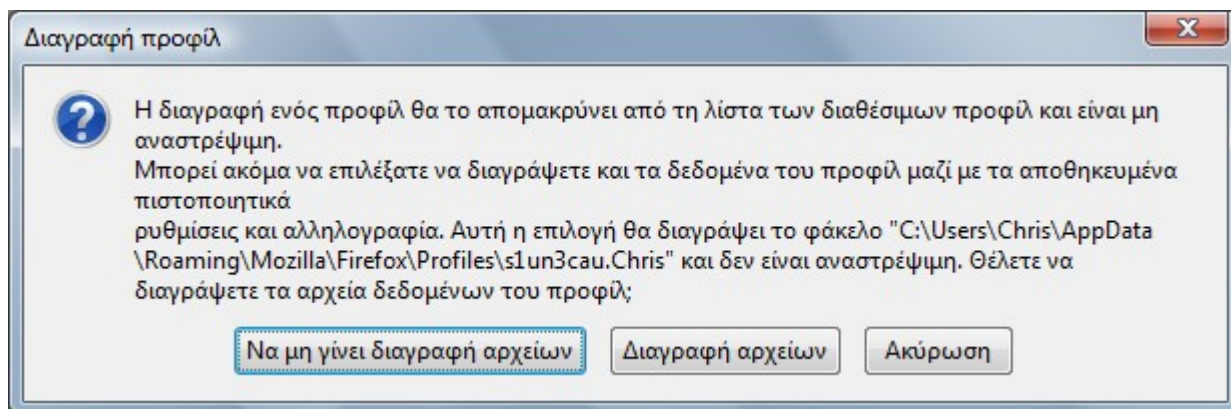 Διαγραφή προφίλ
Η διαγραφή ενός προφίλ θα το απομακρύνει από τη λίστα των διαθέσιμων προφίλ και είναι μη
αναστρέψιμη.
Μπορεί ακόμα να επιλέξατε να διαγράψετε και τα δεδομένα του προφίλ μαζί με τα αποθηκευμένα
πιστοποιητικά
ρυθμίσεις και αλληλογραφία. Αυτή η επιλογή θα διαγράψει το φάκελο "C:\Users\Chris\AppData
\Roaming\Mozilla\Firefox\Profiles\s1un3cau.Chris" και δεν είναι αναστρέψιμη. Θέλετε να
διαγράψετε τα αρχεία δεδομένων του προφίλ;
Να μη γίνει διαγραφή αρχείων Διαγραφή αρχείων Ακύρωση